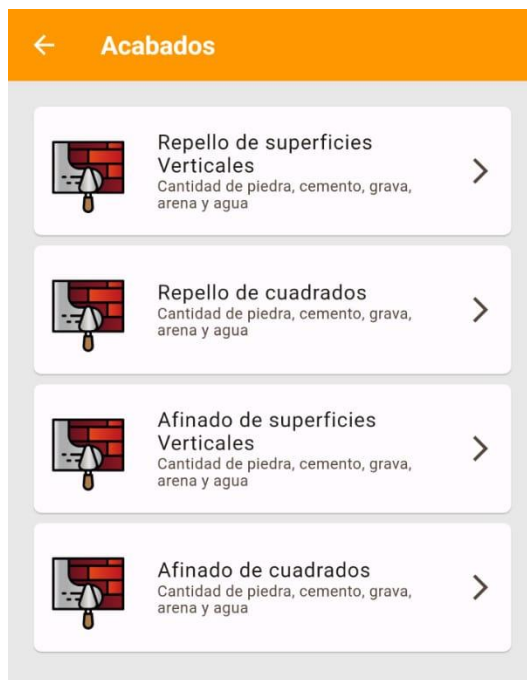 Acabados
Repello de superficies
Verticales
Cantidad de piedra, cemento, grava,
arena y agua
Repello de cuadrados
Cantidad de piedra, cemento, grava,
arena y agua
Afinado de superficies
Verticales
Cantidad de piedra, cemento, grava,
arena y agua
Afinado de cuadrados
Cantidad de piedra, cemento, grava,
arena y agua